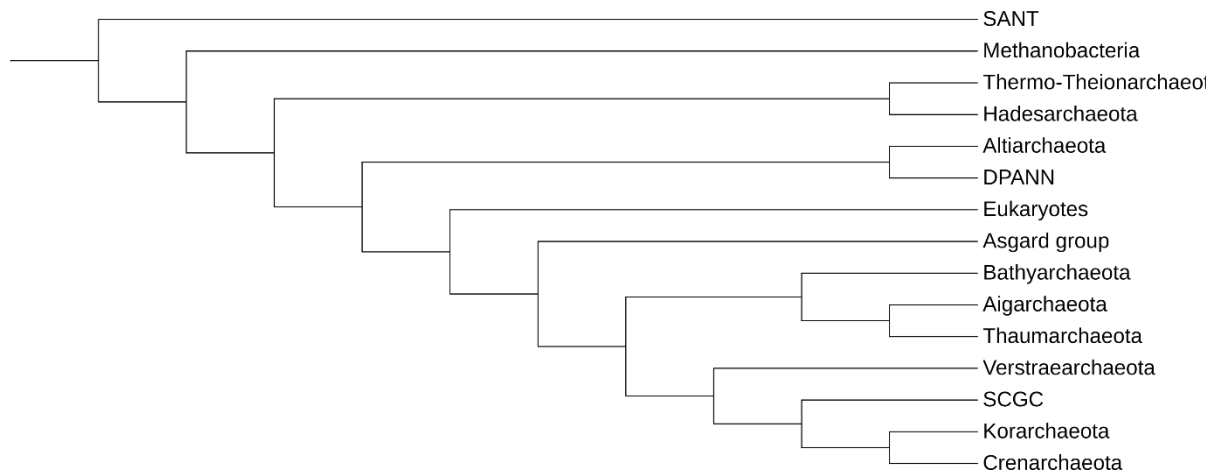 SANT
Methanobacteria
Thermo-Theionarchaeot
Hadesarchaeota
Altiarchaeota
DPANN
Eukaryotes
Asgard group
Bathyarchaeota
Aigarchaeota
Thaumarchaeota
Verstraearchaeota
SCGC
Korarchaeota
Crenarchaeota